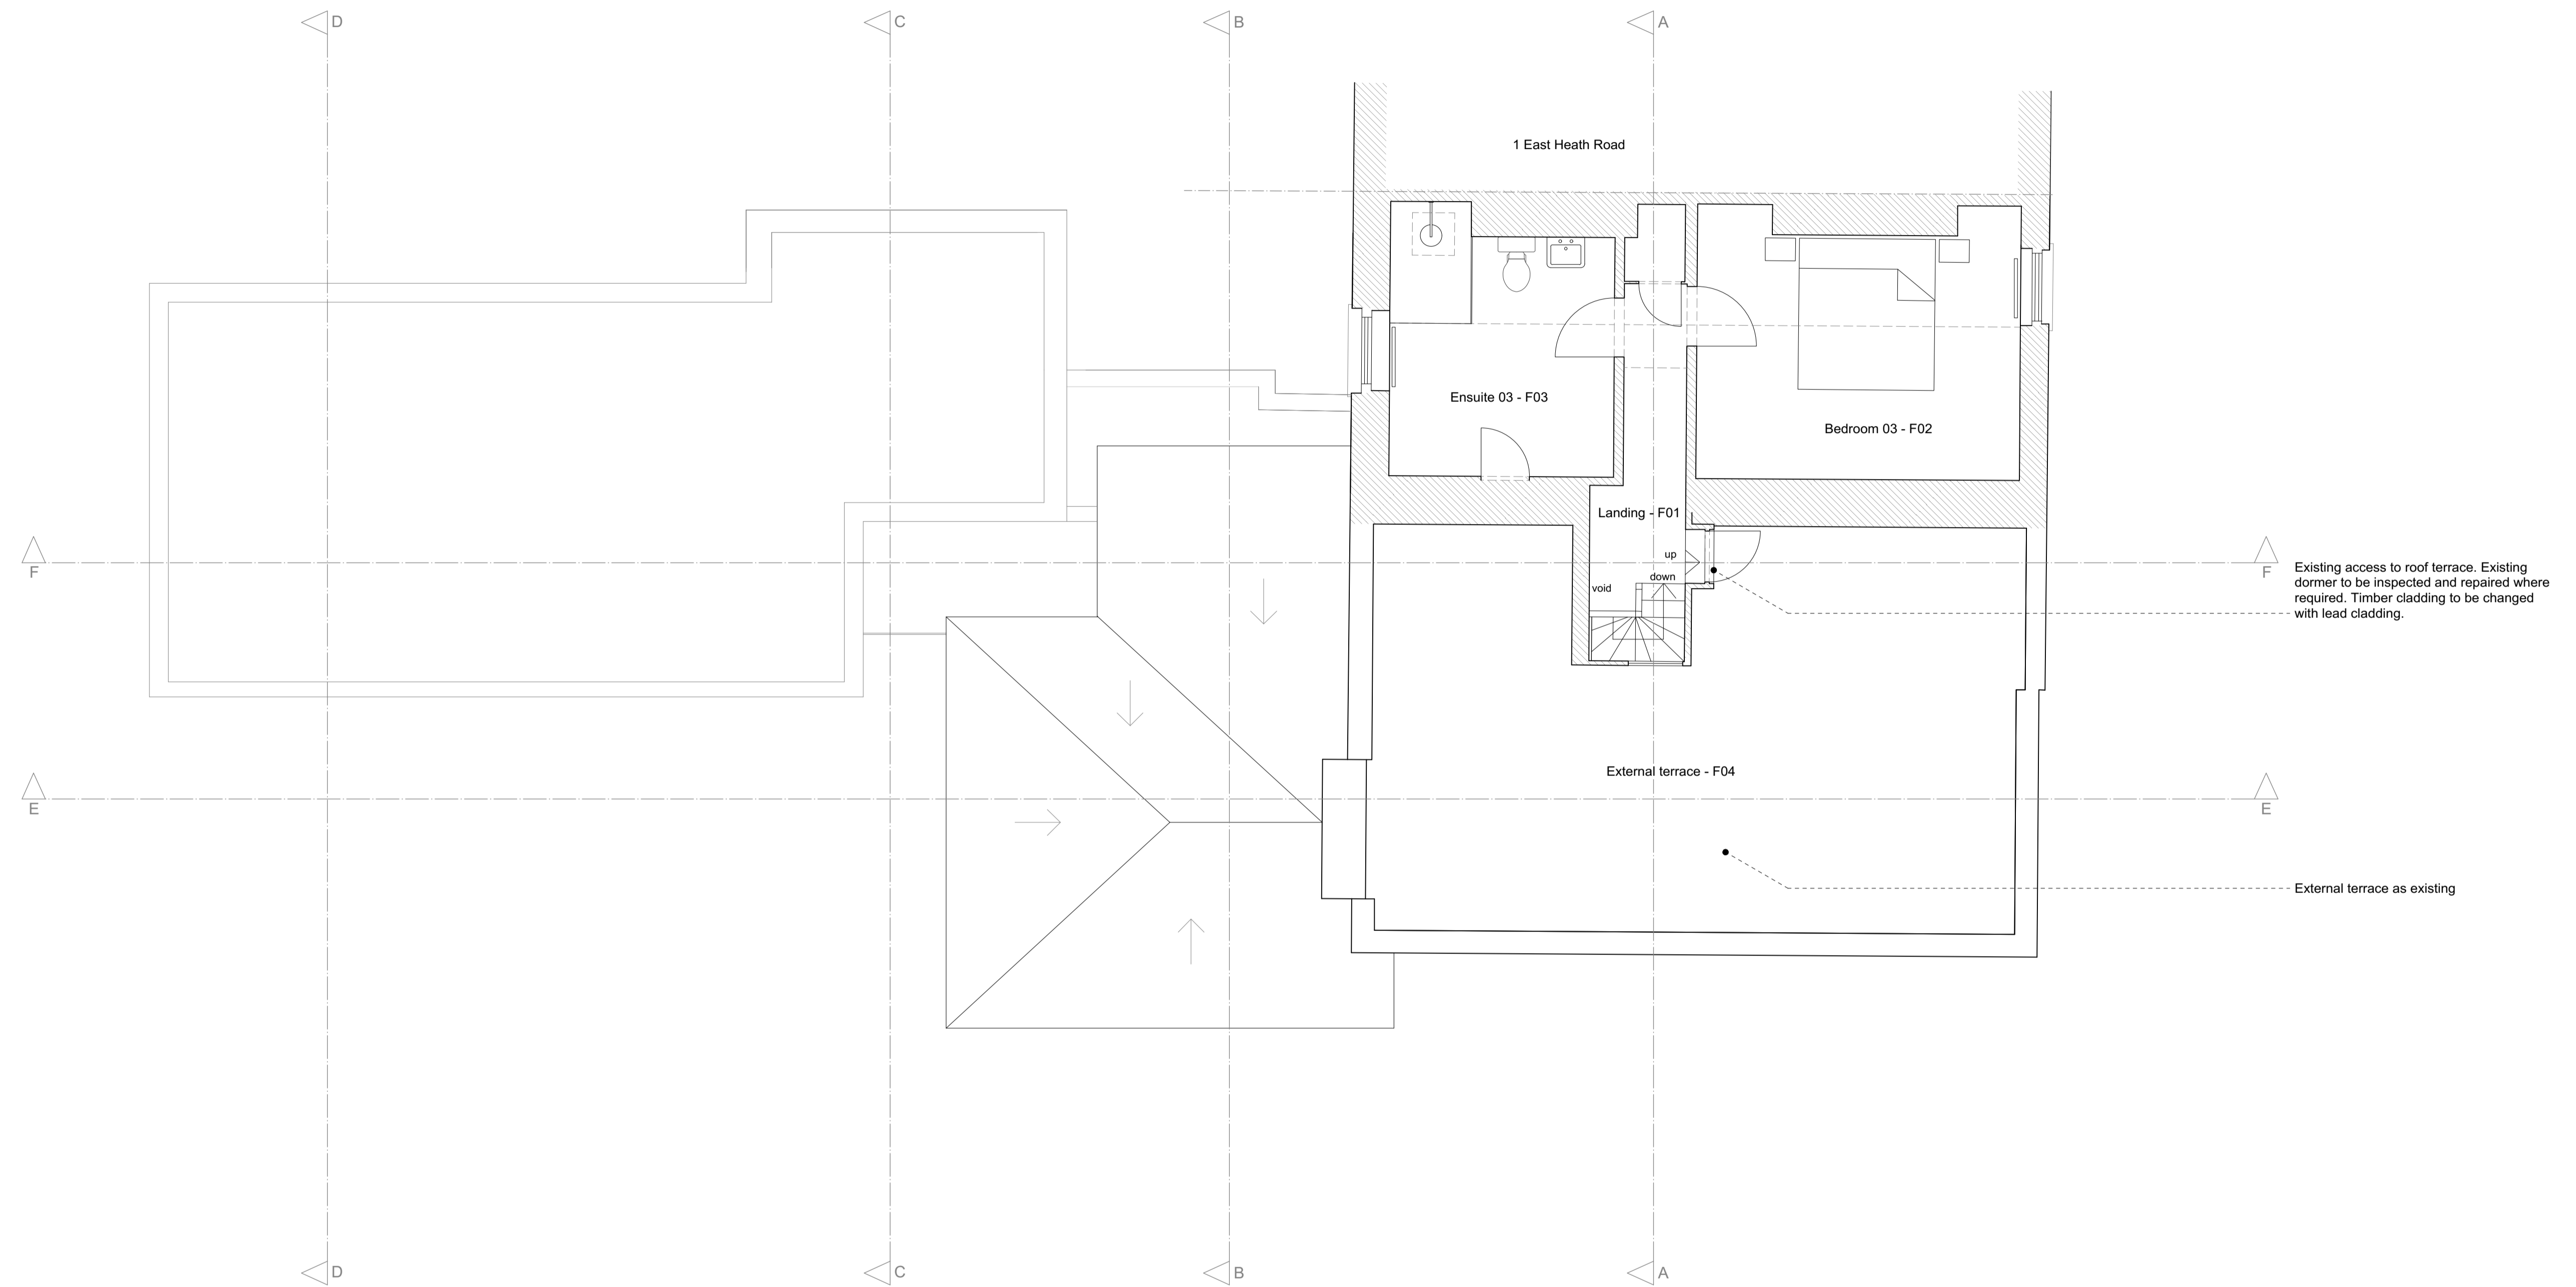 D
C
B
A
1 East Heath Road
Ensuite 03 - F03
Bedroom 03 - F02
Landing - F01
up
down
void
F
F
Existing access to roof terrace. Existing
dormer to be inspected and repaired where
required. Timber cladding to be changed
with lead cladding.
External terrace - F04
E
E
External terrace as existing
D
C
B
A